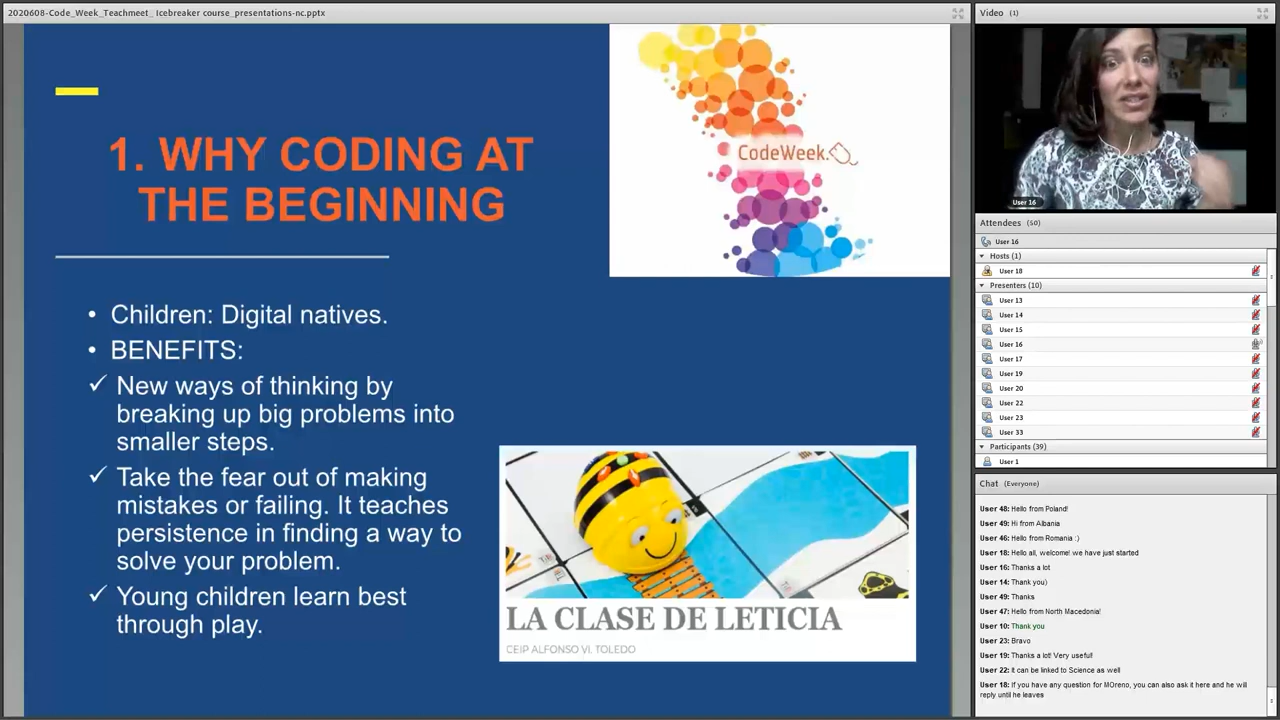 2020608-Code_Week_Teachmeet_ Icebreaker course_presentations-nc.pptx
1. WHY CODING AT
THE BEGINNING
• Children: Digital natives.
• BENEFITS:
✓ New ways of thinking by
breaking up big problems into
smaller steps.
✓ Take the fear out of making
mistakes or failing. It teaches
persistence in finding a way to
solve your problem.
✓ Young children learn best
through play.
CodeWeek.
LA CLASE DE LETICIA
CEIP ALFONSO VI. TOLEDO
Video (1)
User 16
Attendees (50)
User 16
Hosts (1)
User 18
Presenters (10)
User 13
User 14
User 15
User 16
User 17
User 19
User 20
User 22
User 23
User 33
Participants (39)
User 1
Chat (Everyone)
User 48: Hello from Poland!
User 49: Hi from Albania
User 46: Hello from Romania :)
User 18: Hello all, welcome! we have just started
User 16: Thanks a lot
User 14: Thank you)
User 49: Thanks
User 47: Hello from North Macedonia!
User 10: Thank you
User 23: Bravo
User 19: Thanks a lot! Very useful!
User 22: it can be linked to Science as well
User 18: If you have any question for MOreno, you can also ask it here and he will
reply until he leaves